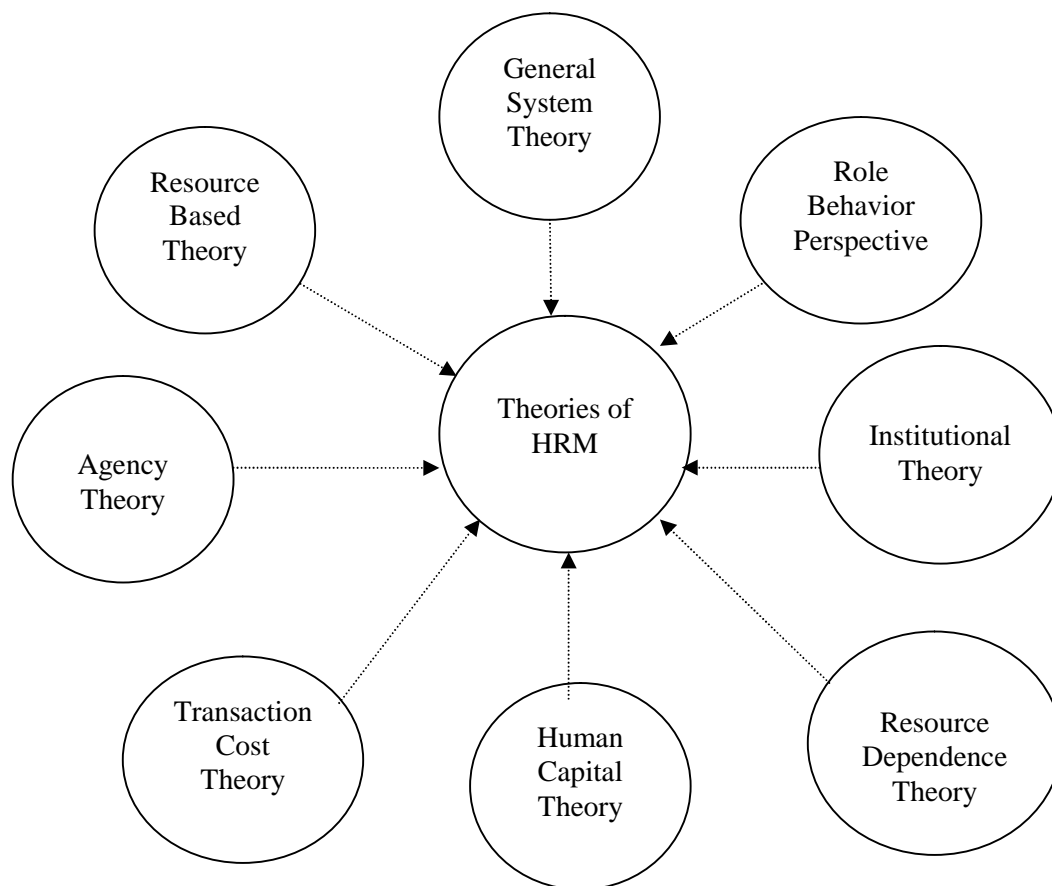 General
System
Theory
Role
Behavior
Perspective
Resource
Based
Theory
Theories of
HRM
Institutional
Theory
Agency
Theory
Transaction
Cost
Theory
Human
Capital
Theory
Resource
Dependence
Theory